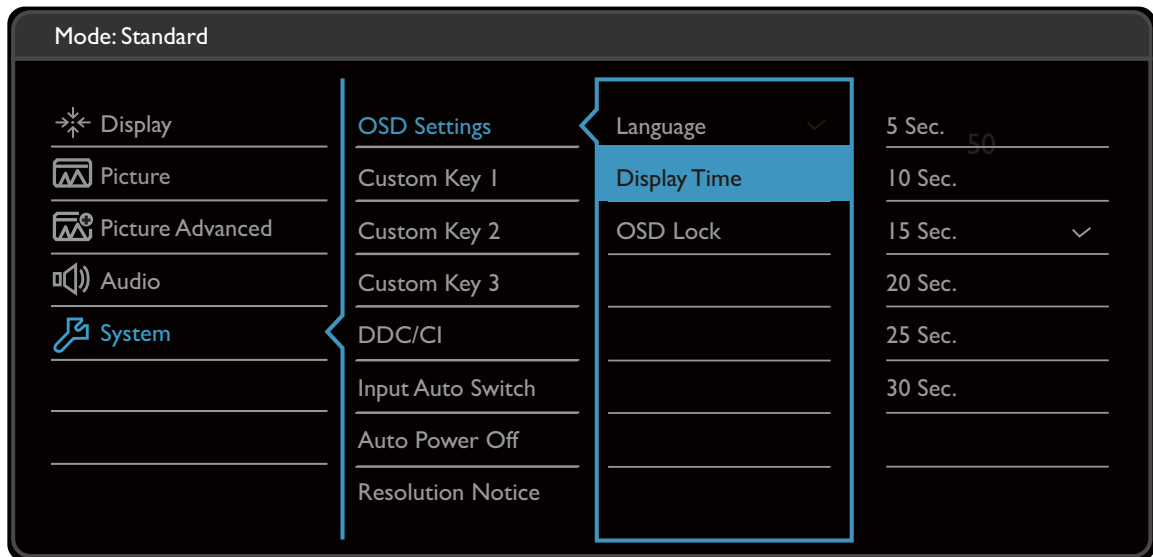 Mode: Standard
Display
Picture
Picture Advanced
Audio
System
OSD Settings
Custom Key 1
Custom Key 2
Custom Key 3
DDC/CI
Input Auto Switch
Auto Power Off
Resolution Notice
Language
Display Time
OSD Lock
5 Sec.
50
10 Sec.
15 Sec.
20 Sec.
25 Sec.
30 Sec.